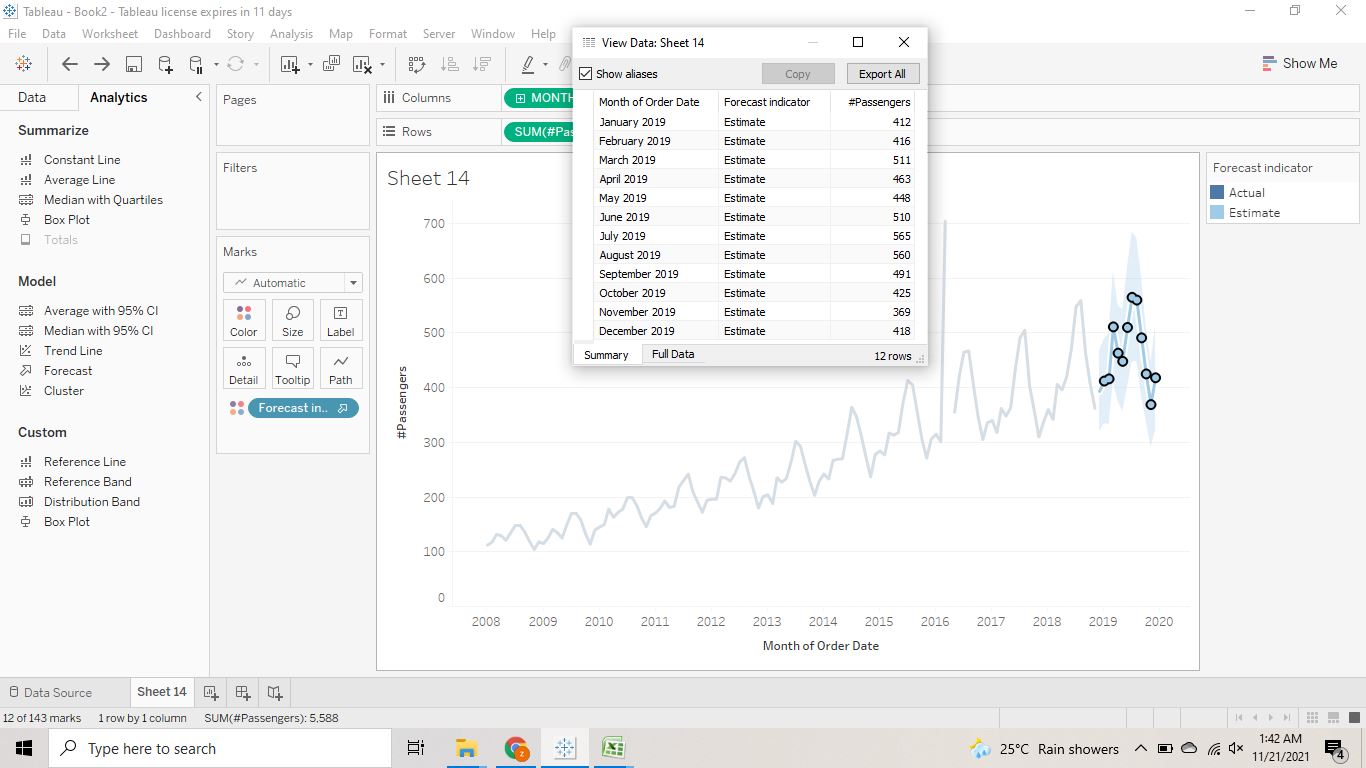 Tableau - Book2 - Tableau license expires in 11 days
File Data Worksheet Dashboard Story Analysis Map Format Server Window Help
Show Me
Data Analytics
Summarize
Constant Line
Average Line
Median with Quartiles
Box Plot
Totals
Model
Average with 95% CI
Median with 95% CI
Trend Line
Forecast
Cluster
Custom
Reference Line
Reference Band
Distribution Band
Box Plot
Pages
Filters
Marks
Automatic
Color Size Label
Detail Tooltip Path
Forecast in..
Columns MONTH
Rows SUM(#Pas
View Data: Sheet 14
Show aliases Copy Export All
Month of Order Date Forecast indicator #Passengers
January 2019 Estimate 412
February 2019 Estimate 416
March 2019 Estimate 511
April 2019 Estimate 463
May 2019 Estimate 448
June 2019 Estimate 510
July 2019 Estimate 565
August 2019 Estimate 560
September 2019 Estimate 491
October 2019 Estimate 425
November 2019 Estimate 369
December 2019 Estimate 418
Summary Full Data 12 rows
Sheet 14
#Passengers
700
600
500
400
300
200
100
0
2008 2009 2010 2011 2012 2013 2014 2015 2016 2017 2018 2019 2020
Month of Order Date
Forecast indicator
Actual
Estimate
Data Source Sheet 14
12 of 143 marks 1 row by 1 column SUM(#Passengers): 5.588
Type here to search
25°C Rain showers
1:42 AM
11/21/2021
4